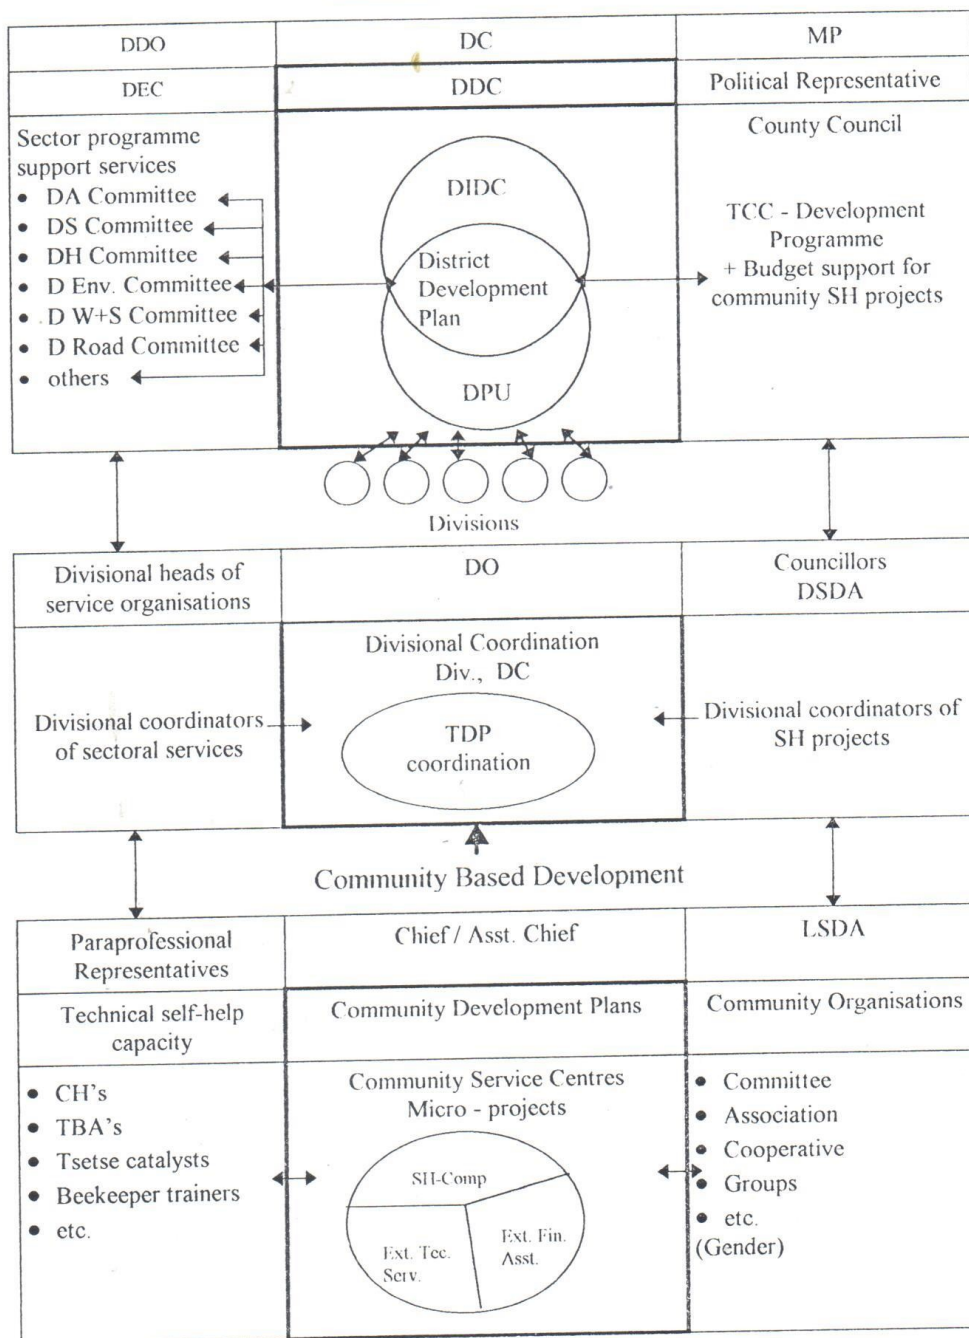 DDO
DC
MP
DEC
DDC
Political Representative
Sector programme
support services
• DA Committee
• DS Committee
• DH Committee
• D Env. Committee
• D W+S Committee
• D Road Committee
• others
DIDC
District
Development
Plan
DPU
County Council
TCC - Development
Programme
+ Budget support for
community SH projects
Divisions
Divisional heads of
service organisations
DO
Councillors
DSDA
Divisional coordinators
of sectoral services
Divisional Coordination
Div., DC
TDP
coordination
Divisional coordinators of
SH projects
Community Based Development
Paraprofessional
Representatives
Chief / Asst. Chief
LSDA
Technical self-help
capacity
Community Development Plans
Community Organisations
• CH's
• TBA's
• Tsetse catalysts
• Beekeeper trainers
• etc.
Community Service Centres
Micro - projects
SH-Comp
Ext. Tec.
Serv.
Ext. Fin.
Asst.
• Committee
• Association
• Cooperative
• Groups
• etc.
(Gender)